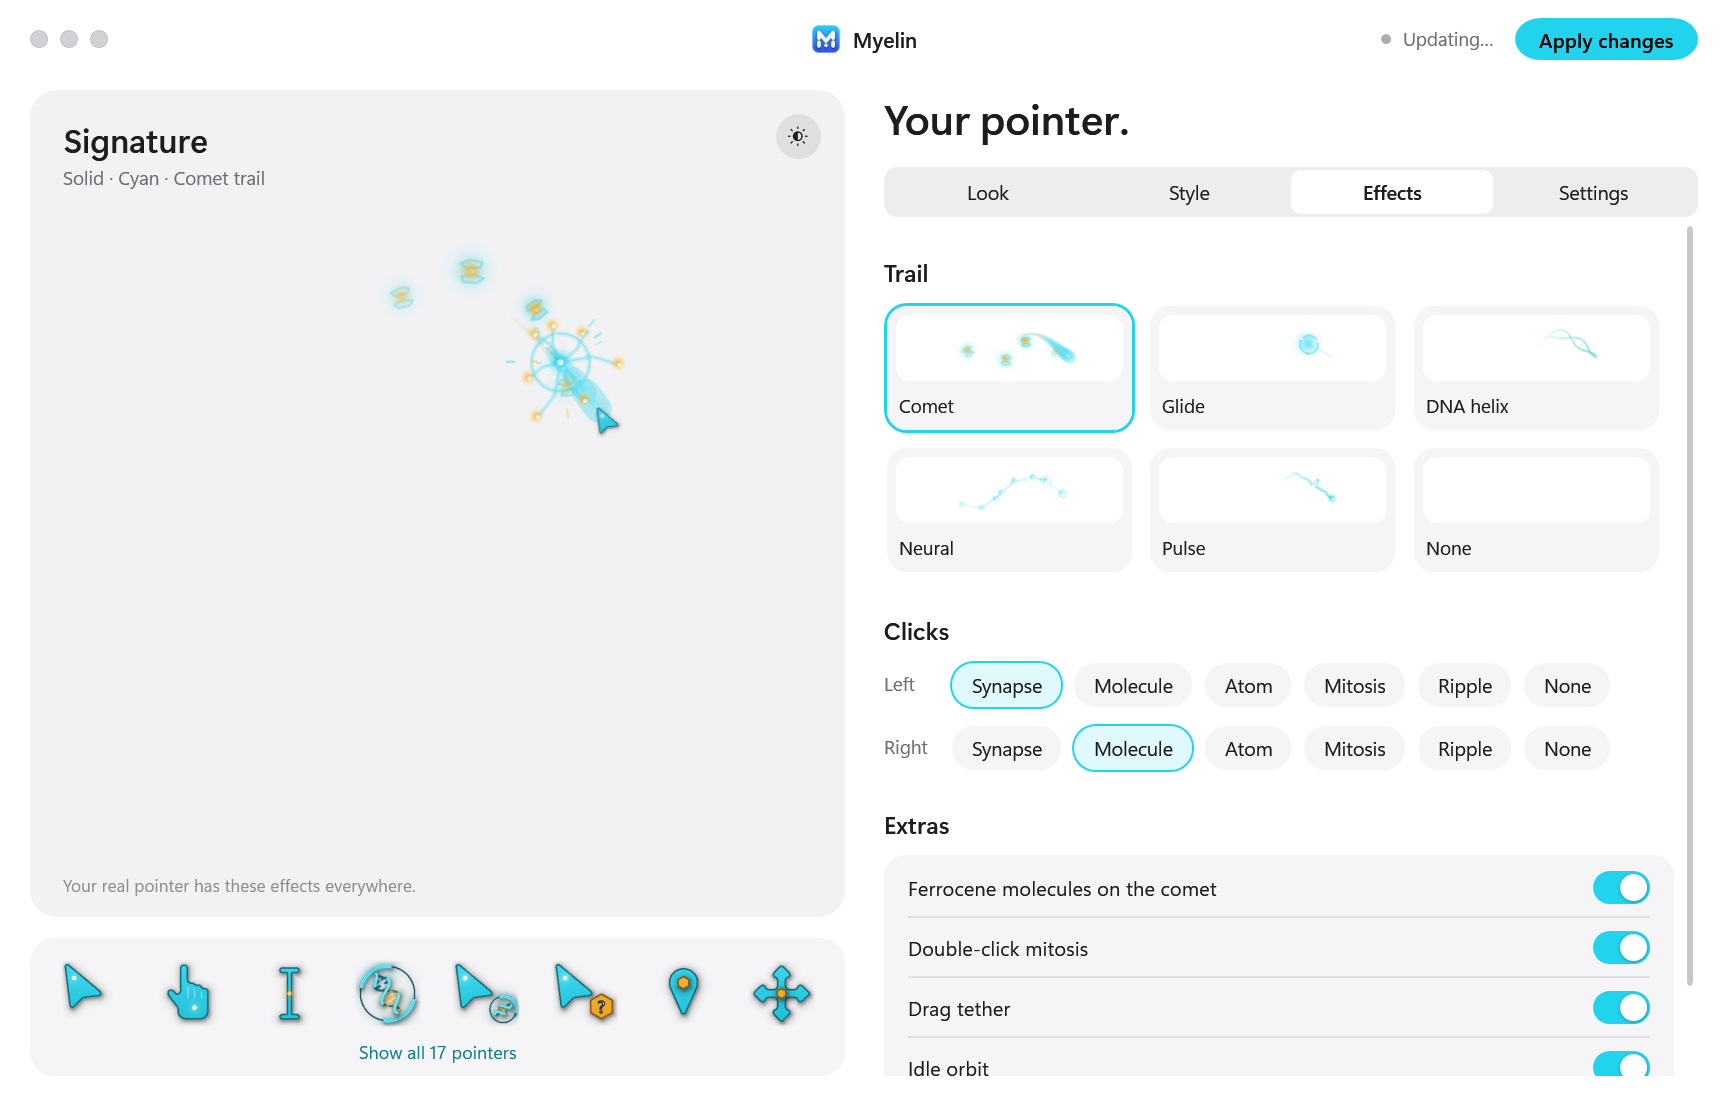 Myelin
Updating...
Apply changes
Signature
Solid · Cyan · Comet trail
Your real pointer has these effects everywhere.
?
Show all 17 pointers
Your pointer.
Look
Style
Effects
Settings
Trail
Comet
Glide
DNA helix
Neural
Pulse
None
Clicks
Left
Synapse
Molecule
Atom
Mitosis
Ripple
None
Right
Synapse
Molecule
Atom
Mitosis
Ripple
None
Extras
Ferrocene molecules on the comet
Double-click mitosis
Drag tether
Idle orbit